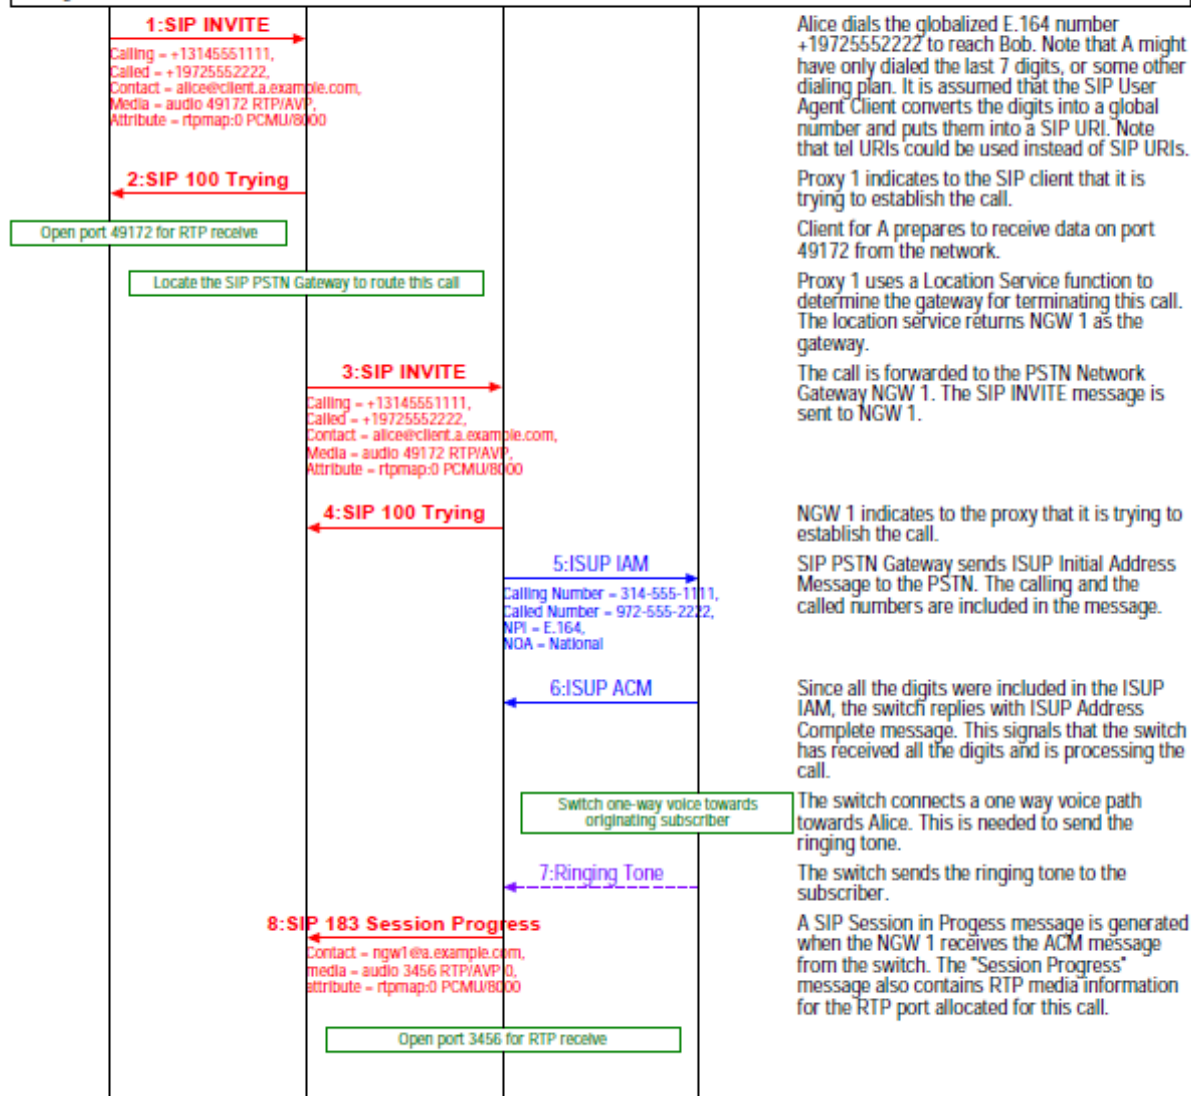 1:SIP INVITE
Calling = +13145551111,
Called = +19725552222,
Contact = alice@client.a.example.com,
Media = audio 49172 RTP/AVP,
Attribute = rtpmap:0 PCMU/8000
Alice dials the globalized E.164 number
+19725552222 to reach Bob. Note that A might
have only dialed the last 7 digits, or some other
dialing plan. It is assumed that the SIP User
Agent Client converts the digits into a global
number and puts them into a SIP URI. Note
that tel URIs could be used instead of SIP URIs.
2:SIP 100 Trying
Proxy 1 indicates to the SIP client that it is
trying to establish the call.
Open port 49172 for RTP receive
Client for A prepares to receive data on port
49172 from the network.
Locate the SIP PSTN Gateway to route this call
Proxy 1 uses a Location Service function to
determine the gateway for terminating this call.
The location service returns NGW 1 as the
gateway.
3:SIP INVITE
Calling = +13145551111,
Called = +19725552222,
Contact = alice@client.a.example.com,
Media = audio 49172 RTP/AVP,
Attribute = rtpmap:0 PCMU/8000
The call is forwarded to the PSTN Network
Gateway NGW 1. The SIP INVITE message is
sent to NGW 1.
4:SIP 100 Trying
NGW 1 indicates to the proxy that it is trying to
establish the call.
5:ISUP IAM
Calling Number = 314-555-1111,
Called Number = 972-555-2222,
NPI = E.164,
NOA = National
SIP PSTN Gateway sends ISUP Initial Address
Message to the PSTN. The calling and the
called numbers are included in the message.
6:ISUP ACM
Since all the digits were included in the ISUP
IAM, the switch replies with ISUP Address
Complete message. This signals that the switch
has received all the digits and is processing the
call.
Switch one-way voice towards
originating subscriber
The switch connects a one way voice path
towards Alice. This is needed to send the
ringing tone.
7:Ringing Tone
The switch sends the ringing tone to the
subscriber.
8:SIP 183 Session Progress
Contact = ngw1@a.example.com,
media = audio 3456 RTP/AVP 0,
attribute = rtpmap:0 PCMU/8000
A SIP Session in Progess message is generated
when the NGW 1 receives the ACM message
from the switch. The "Session Progress"
message also contains RTP media information
for the RTP port allocated for this call.
Open port 3456 for RTP receive